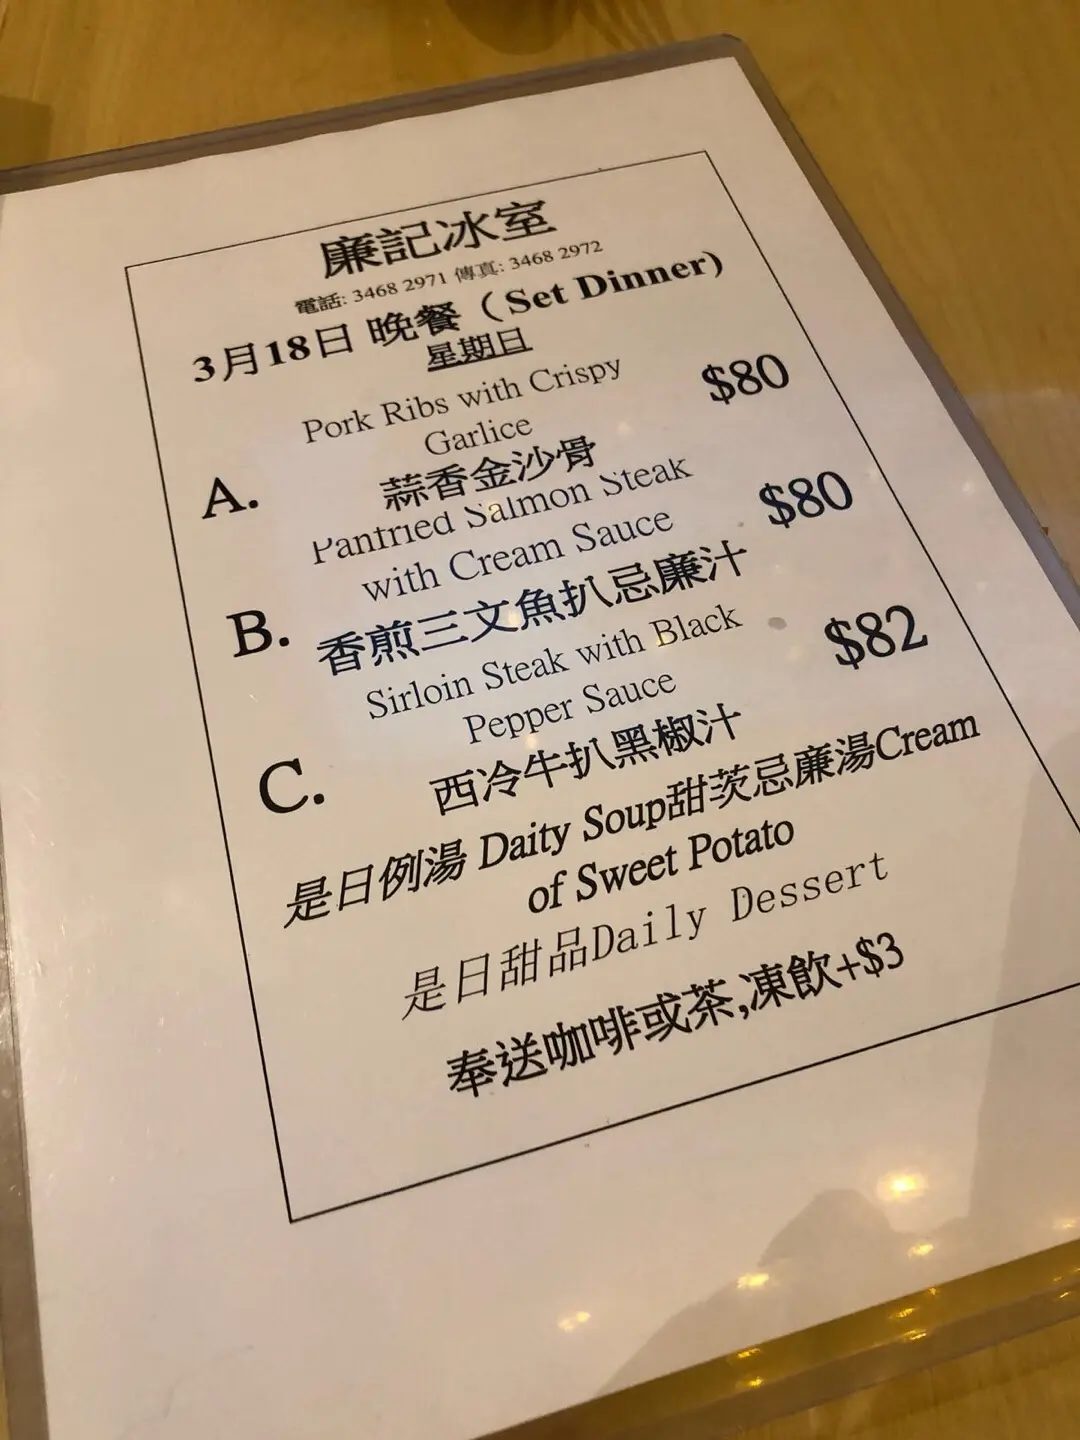 廉記冰室
電話: 3468 2971 傳真: 3468 2972
3月18日 晚餐（Set Dinner)
星期日
Pork Ribs with Crispy
Garlice
$80
A.
蒜香金沙骨
Panfried Salmon Steak
with Cream Sauce
$80
B.
香煎三文魚扒忌廉汁
Sirloin Steak with Black
Pepper Sauce
$82
C.
西冷牛扒黑椒汁
是日例湯 Daity Soup甜茨忌廉湯Cream
of Sweet Potato
是日甜品Daily Dessert
奉送咖啡或茶,凍飲+$3